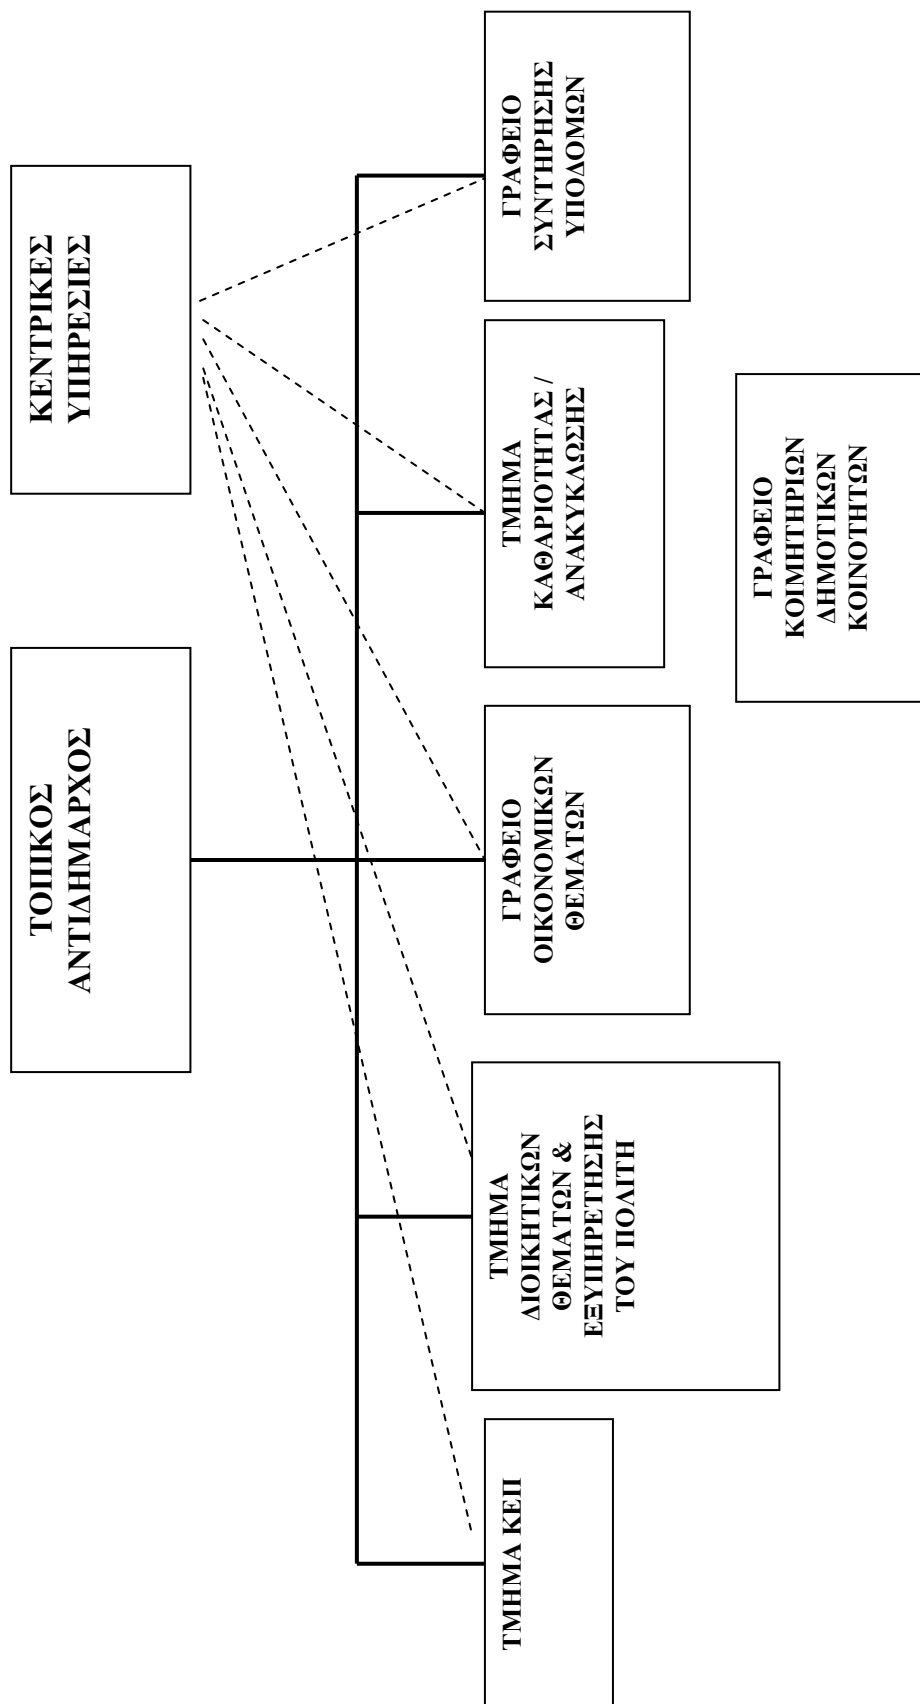 ΤΟΠΙΚΟΣ
ΑΝΤΙΔΗΜΑΡΧΟΣ
ΚΕΝΤΡΙΚΕΣ
ΥΠΗΡΕΣΙΕΣ
ΤΜΗΜΑ ΚΕΠ
ΤΜΗΜΑ
ΔΙΟΙΚΗΤΙΚΩΝ
ΘΕΜΑΤΩΝ &
ΕΞΥΠΗΡΕΤΗΣΗΣ
ΤΟΥ ΠΟΛΙΤΗ
ΓΡΑΦΕΙΟ
ΟΙΚΟΝΟΜΙΚΩΝ
ΘΕΜΑΤΩΝ
ΤΜΗΜΑ
ΚΑΘΑΡΙΟΤΗΤΑΣ /
ΑΝΑΚΥΚΛΩΣΗΣ
ΓΡΑΦΕΙΟ
ΣΥΝΤΗΡΗΣΗΣ
ΥΠΟΔΟΜΩΝ
ΓΡΑΦΕΙΟ
ΚΟΙΜΗΤΗΡΙΩΝ
ΔΗΜΟΤΙΚΩΝ
ΚΟΙΝΟΤΗΤΩΝ